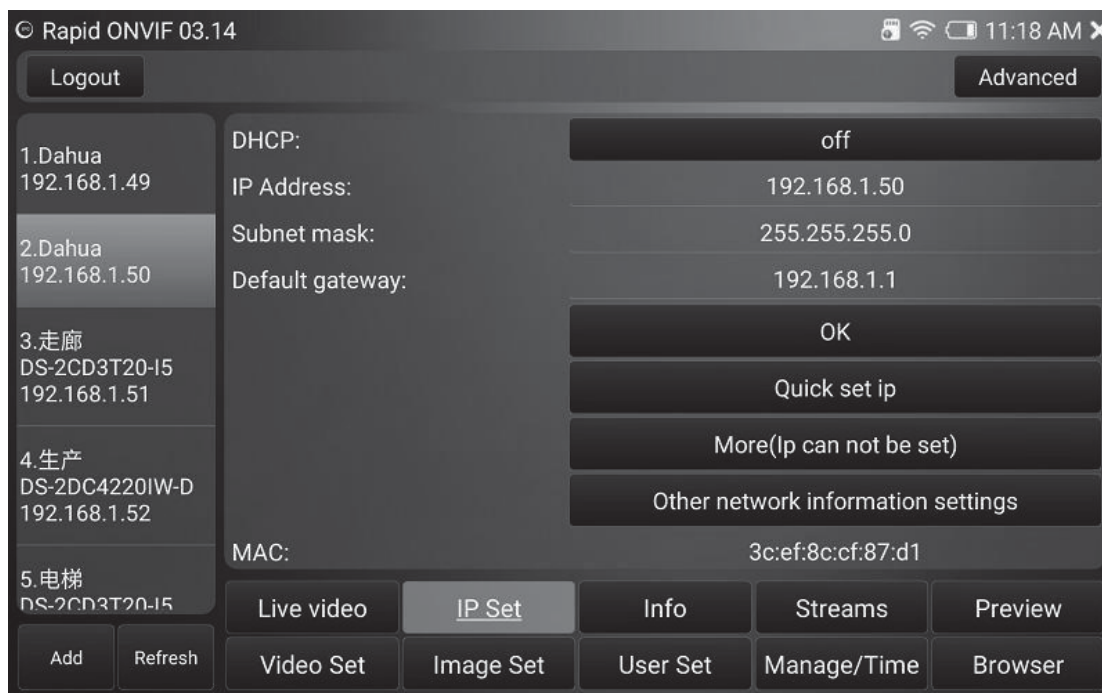 Rapid ONVIF 03.14
11:18 AM
Logout
Advanced
1.Dahua
192.168.1.49
2.Dahua
192.168.1.50
3.走廊
DS-2CD3T20-I5
192.168.1.51
4.生产
DS-2DC4220IW-D
192.168.1.52
5.电梯
DS-2CD3T20-I5
Add
Refresh
DHCP:
off
IP Address:
192.168.1.50
Subnet mask:
255.255.255.0
Default gateway:
192.168.1.1
OK
Quick set ip
More(Ip can not be set)
Other network information settings
MAC:
3c:ef:8c:cf:87:d1
Live video
IP Set
Info
Streams
Preview
Video Set
Image Set
User Set
Manage/Time
Browser